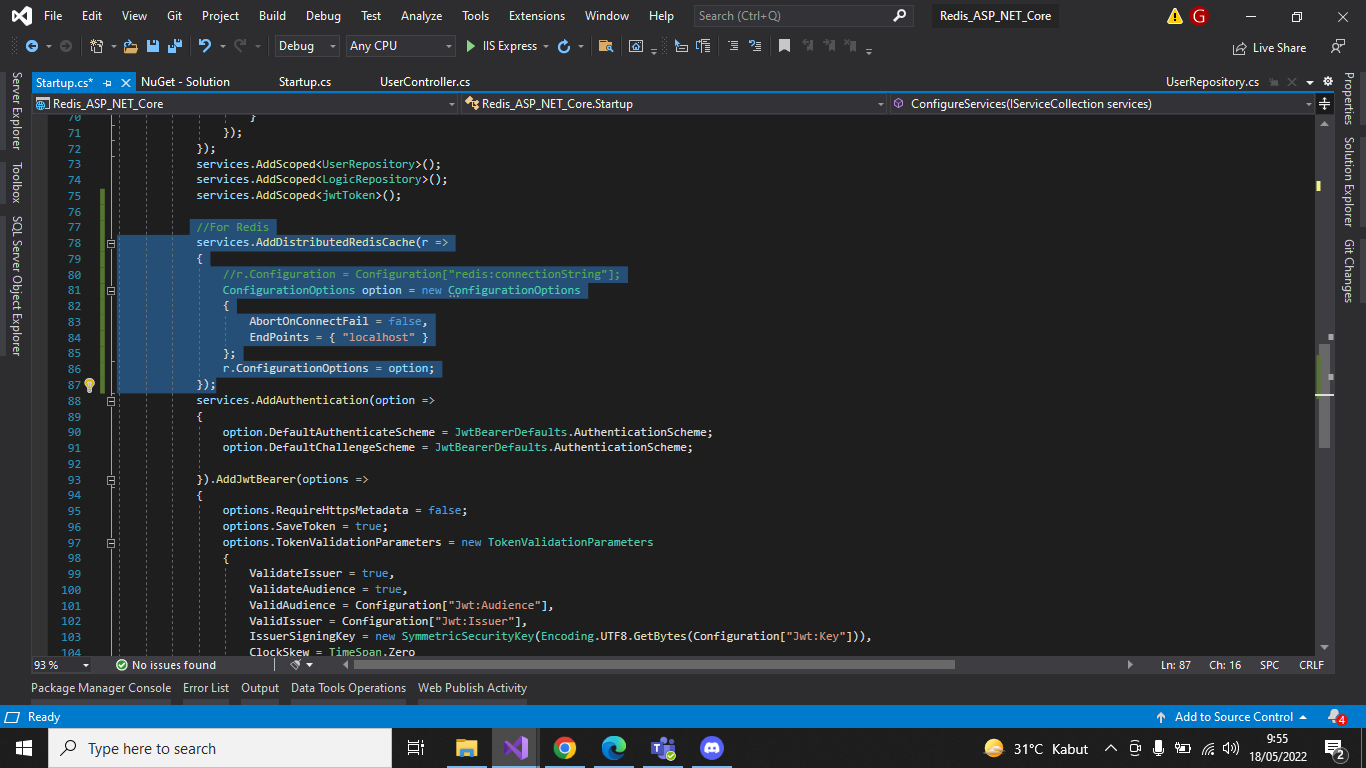 File Edit View Git Project Build Debug Test Analyze Tools Extensions Window Help Search (Ctrl+Q) Redis_ASP_NET_Core G
Debug Any CPU IIS Express Live Share
Startup.cs* NuGet - Solution Startup.cs UserController.cs UserRepository.cs
Redis_ASP_NET_Core Redis_ASP_NET_Core.Startup ConfigureServices(IServiceCollection services)
Server Explorer
Toolbox
SQL Server Object Explorer
70 }
71 });
72 });
73 services.AddScoped<UserRepository>();
74 services.AddScoped<LogicRepository>();
75 services.AddScoped<jwtToken>();
76
77 //For Redis
78 services.AddDistributedRedisCache(r =>
79 {
80 //r.Configuration = Configuration["redis:connectionString"];
81 ConfigurationOptions option = new ConfigurationOptions
82 {
83 AbortOnConnectFail = false,
84 EndPoints = { "localhost" }
85 };
86 r.ConfigurationOptions = option;
87 });
88 services.AddAuthentication(option =>
89 {
90 option.DefaultAuthenticateScheme = JwtBearerDefaults.AuthenticationScheme;
91 option.DefaultChallengeScheme = JwtBearerDefaults.AuthenticationScheme;
92
93 }).AddJwtBearer(options =>
94 {
95 options.RequireHttpsMetadata = false;
96 options.SaveToken = true;
97 options.TokenValidationParameters = new TokenValidationParameters
98 {
99 ValidateIssuer = true,
100 ValidateAudience = true,
101 ValidAudience = Configuration["Jwt:Audience"],
102 ValidIssuer = Configuration["Jwt:Issuer"],
103 IssuerSigningKey = new SymmetricSecurityKey(Encoding.UTF8.GetBytes(Configuration["Jwt:Key"])),
104 ClockSkew = TimeSpan.Zero
Properties
Solution Explorer
Git Changes
93 % No issues found Ln: 87 Ch: 16 SPC CRLF
Package Manager Console Error List Output Data Tools Operations Web Publish Activity
Ready Add to Source Control 4
Type here to search 31°C Kabut 9:55
18/05/2022 2